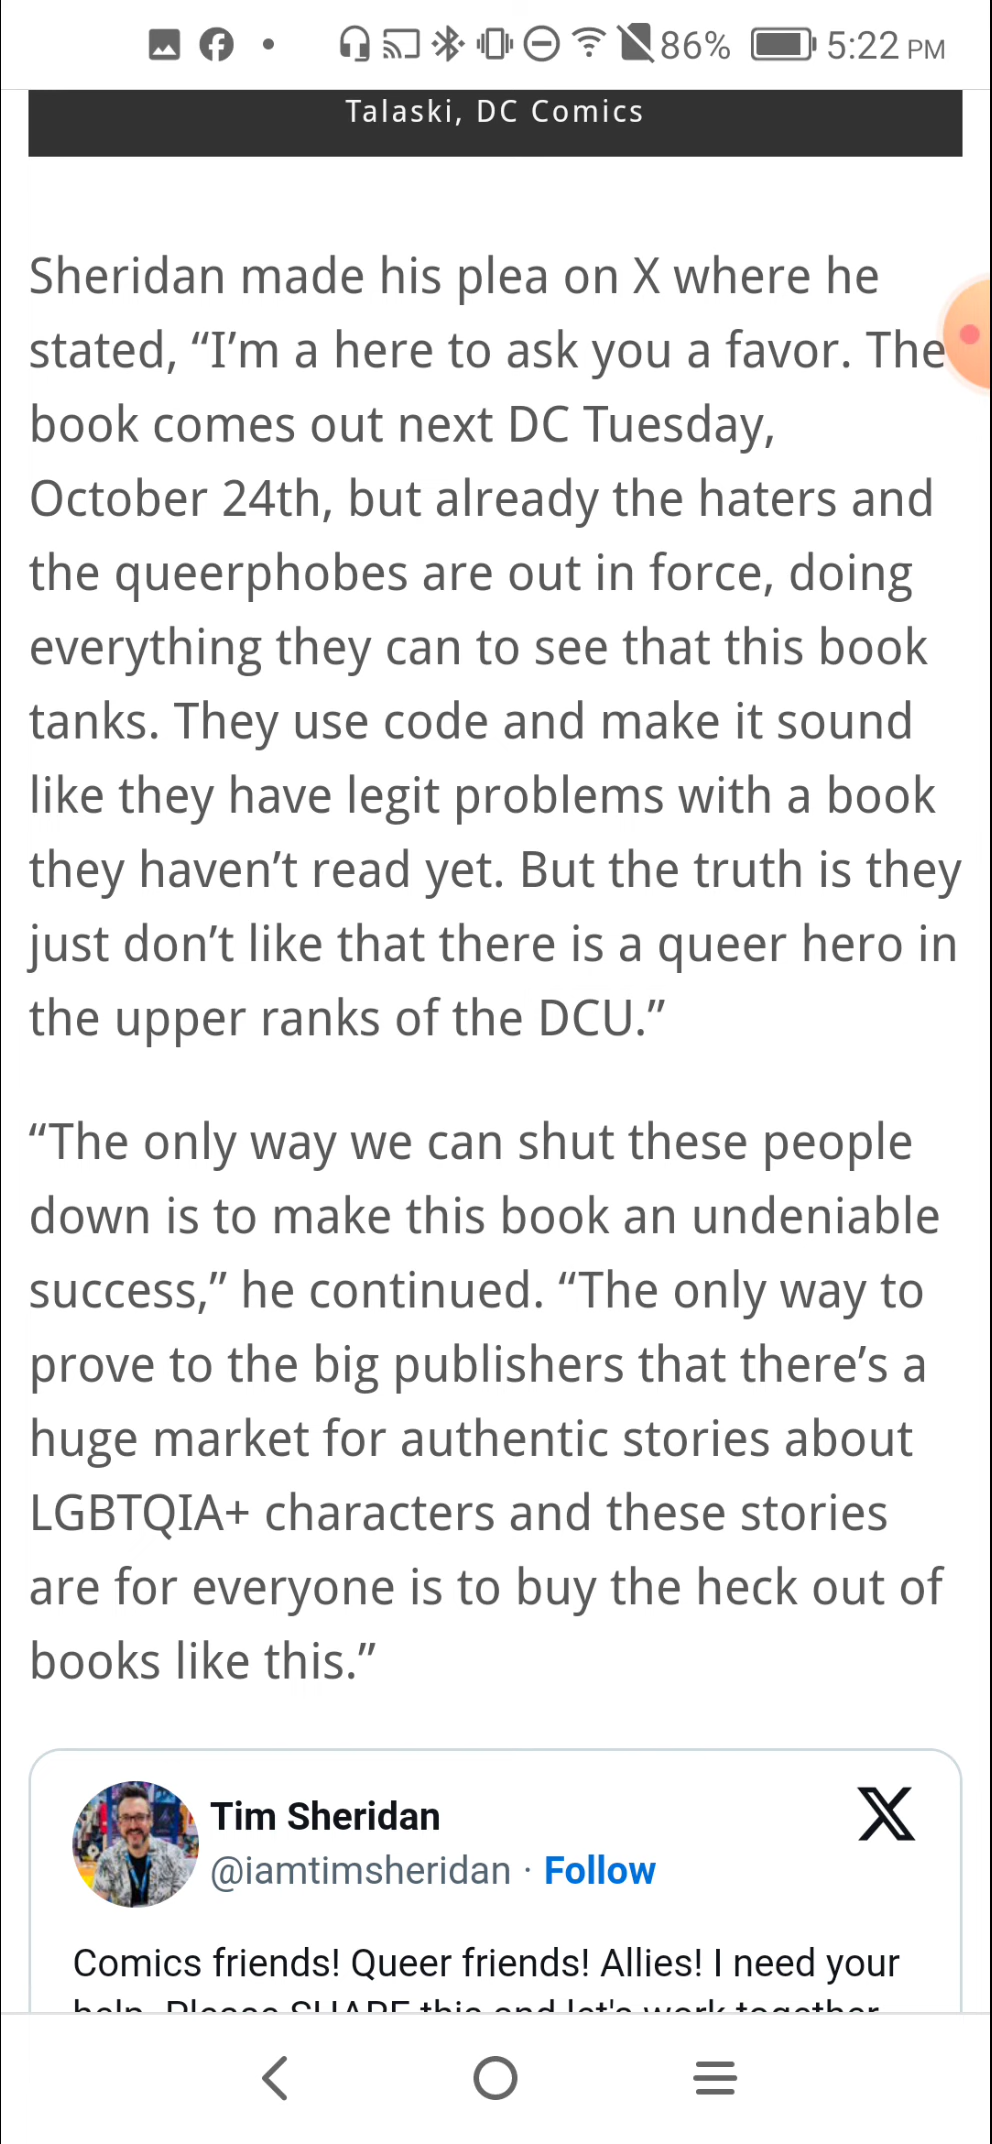 86% 5:22 PM
Talaski, DC Comics
Sheridan made his plea on X where he
stated, “I’m a here to ask you a favor. The
book comes out next DC Tuesday,
October 24th, but already the haters and
the queerphobes are out in force, doing
everything they can to see that this book
tanks. They use code and make it sound
like they have legit problems with a book
they haven’t read yet. But the truth is they
just don’t like that there is a queer hero in
the upper ranks of the DCU.”
“The only way we can shut these people
down is to make this book an undeniable
success,” he continued. “The only way to
prove to the big publishers that there’s a
huge market for authentic stories about
LGBTQIA+ characters and these stories
are for everyone is to buy the heck out of
books like this.”
Tim Sheridan
@iamtimsheridan · Follow
Comics friends! Queer friends! Allies! I need your
help. Please SHARE this and let's work together